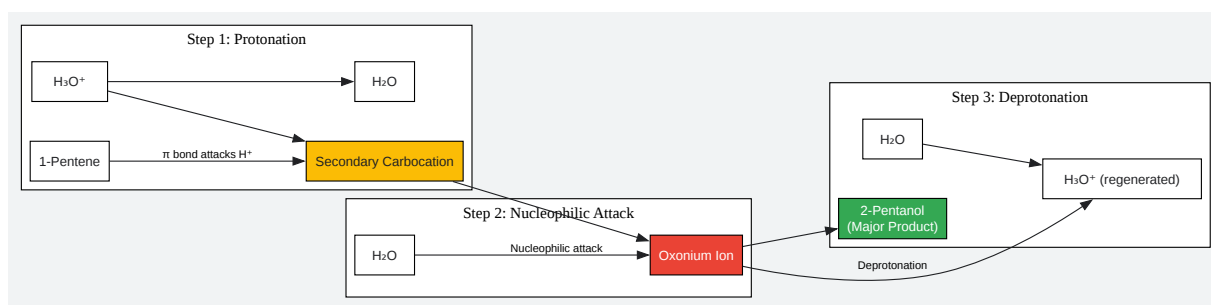 Step 1: Protonation
H₃O⁺
H₂O
1-Pentene
π bond attacks H⁺
Secondary Carbocation
Step 2: Nucleophilic Attack
H₂O
Nucleophilic attack
Oxonium Ion
Step 3: Deprotonation
H₂O
H₃O⁺ (regenerated)
2-Pentanol
(Major Product)
Deprotonation